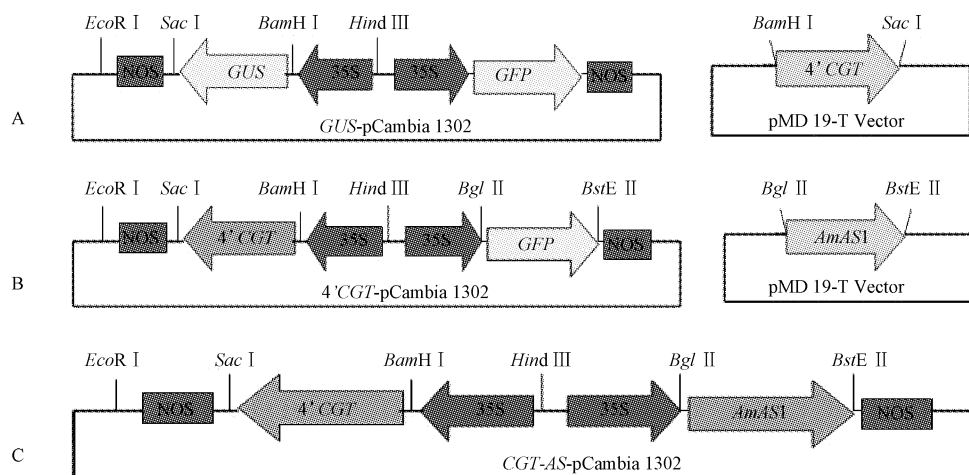 EcoR Ⅰ Sac Ⅰ BamH Ⅰ Hind Ⅲ BamH Ⅰ Sac Ⅰ
NOS GUS 35S 35S GFP NOS 4’CGT
A GUS-pCambia 1302 pMD 19-T Vector
EcoR Ⅰ Sac Ⅰ BamH Ⅰ Hind Ⅲ Bgl Ⅱ BstE Ⅱ Bgl Ⅱ BstE Ⅱ
NOS 4’CGT 35S 35S GFP NOS AmAS1
B 4’CGT-pCambia 1302 pMD 19-T Vector
EcoR Ⅰ Sac Ⅰ BamH Ⅰ Hind Ⅲ Bgl Ⅱ BstE Ⅱ
NOS 4’CGT 35S 35S AmAS1 NOS
C CGT-AS-pCambia 1302